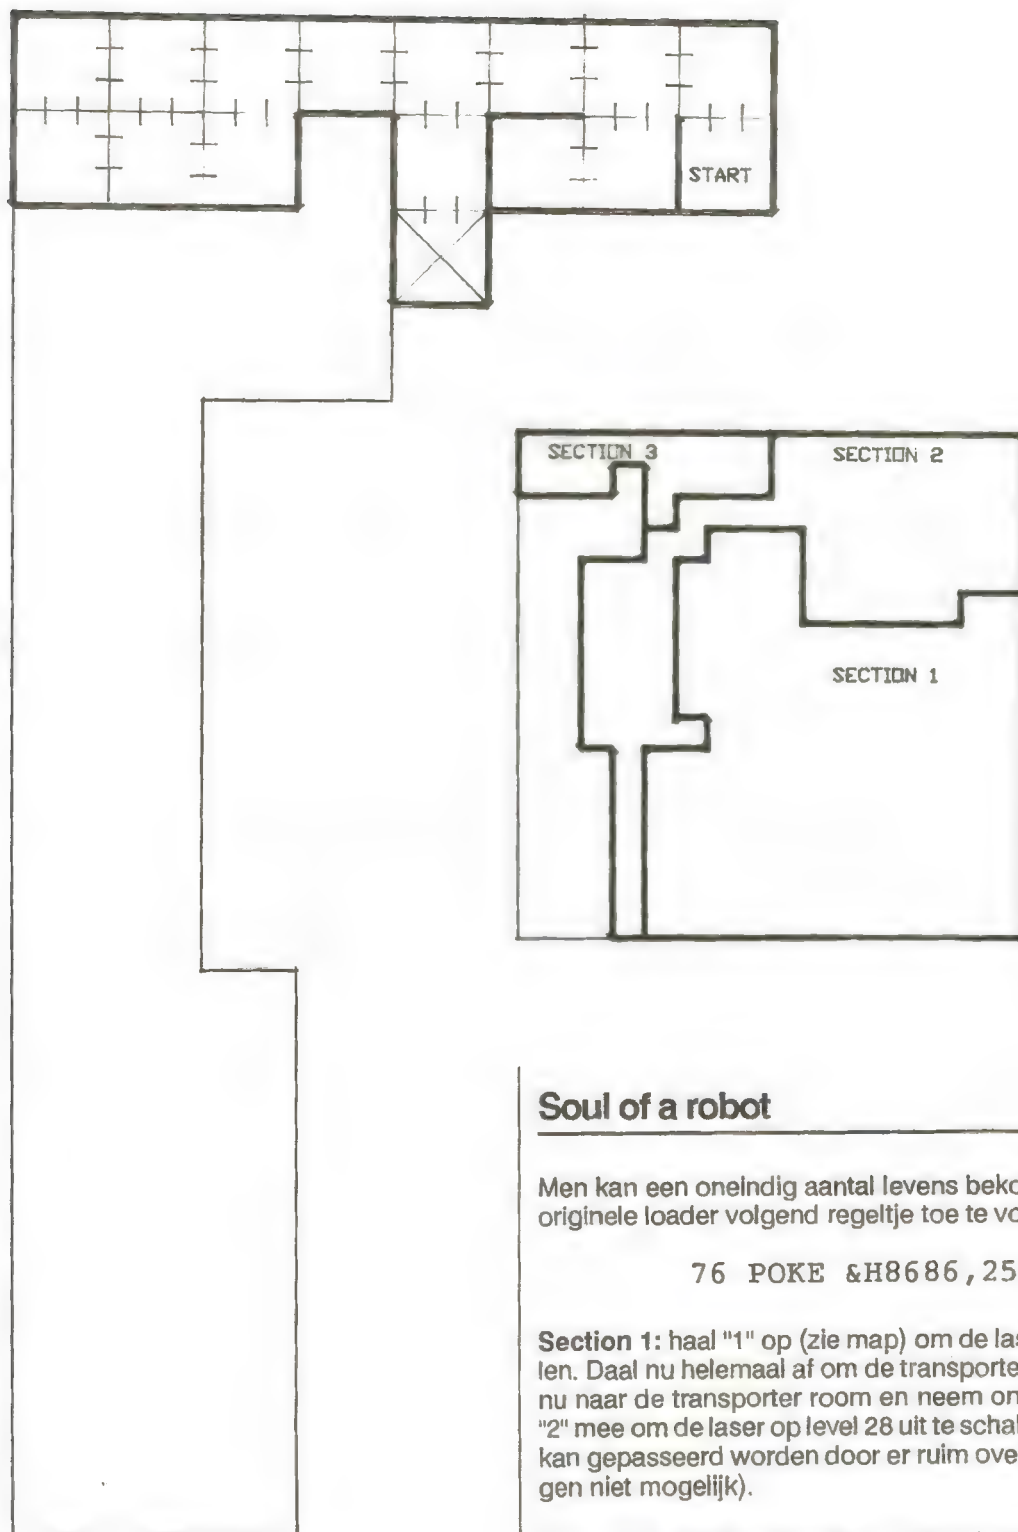 START
SECTION 3
SECTION 2
SECTION 1
Soul of a robot
Men kan een oneindig aantal levens beko
originele loader volgend regeltje toe te vo
76 POKE &H8686,25
Section 1: haal "1" op (zie map) om de las
len. Daal nu helemaal af om de transporte
nu naar de transporter room en neem on
"2" mee om de laser op level 28 uit te schal
kan gepasseerd worden door er ruim ove
gen niet mogelijk).